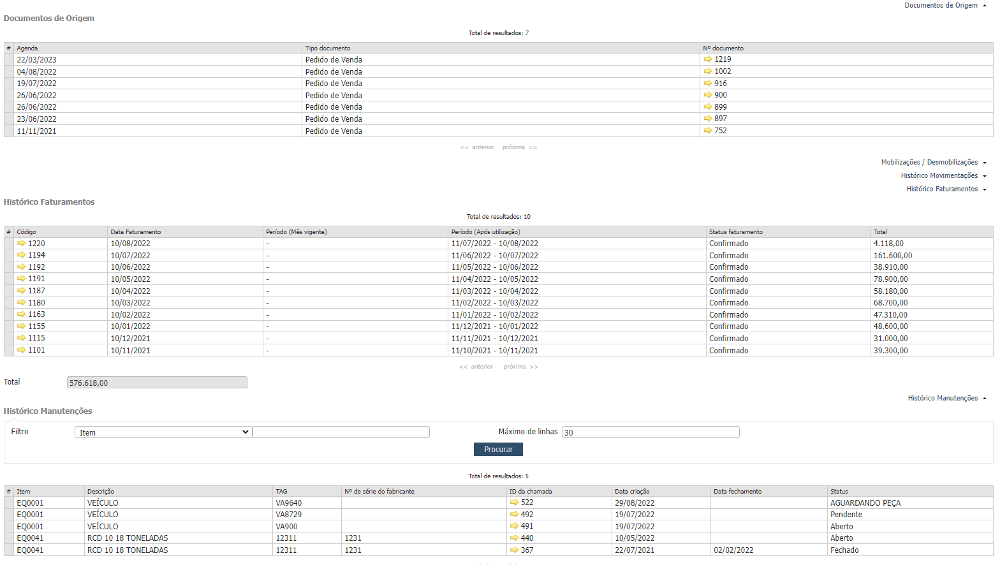 Documentos de Origem
Documentos de Origem
Total de resultados: 7
# Agenda Tipo documento Nº documento
22/03/2023 Pedido de Venda 1219
04/08/2022 Pedido de Venda 1002
19/07/2022 Pedido de Venda 916
26/06/2022 Pedido de Venda 900
26/06/2022 Pedido de Venda 899
23/06/2022 Pedido de Venda 897
11/11/2021 Pedido de Venda 752
<< anterior próxima >>
Mobilizações / Desmobilizações
Histórico Movimentações
Histórico Faturamentos
Histórico Faturamentos
Total de resultados: 10
# Código Data Faturamento Período (Mês vigente) Período (Após utilização) Status faturamento Total
1220 10/08/2022 - 11/07/2022 - 10/08/2022 Confirmado 4.118,00
1194 10/07/2022 - 11/06/2022 - 10/07/2022 Confirmado 161.600,00
1192 10/06/2022 - 11/05/2022 - 10/06/2022 Confirmado 38.910,00
1191 10/05/2022 - 11/04/2022 - 10/05/2022 Confirmado 78.900,00
1187 10/04/2022 - 11/03/2022 - 10/04/2022 Confirmado 58.180,00
1180 10/03/2022 - 11/02/2022 - 10/03/2022 Confirmado 68.700,00
1163 10/02/2022 - 11/01/2022 - 10/02/2022 Confirmado 47.310,00
1155 10/01/2022 - 11/12/2021 - 10/01/2022 Confirmado 48.600,00
1115 10/12/2021 - 11/11/2021 - 10/12/2021 Confirmado 31.000,00
1101 10/11/2021 - 11/10/2021 - 10/11/2021 Confirmado 39.300,00
<< anterior próxima >>
Total 576.618,00
Histórico Manutenções
Histórico Manutenções
Filtro Item Máximo de linhas 30
Procurar
Total de resultados: 5
# Item Descrição TAG Nº de série do fabricante ID da chamada Data criação Data fechamento Status
EQ0001 VEÍCULO VA9640 522 29/08/2022 AGUARDANDO PEÇA
EQ0001 VEÍCULO VA8729 492 19/07/2022 Pendente
EQ0001 VEÍCULO VA900 491 19/07/2022 Aberto
EQ0041 RCD 10 18 TONELADAS 12311 1231 440 10/05/2022 Aberto
EQ0041 RCD 10 18 TONELADAS 12311 1231 367 22/07/2021 02/02/2022 Fechado